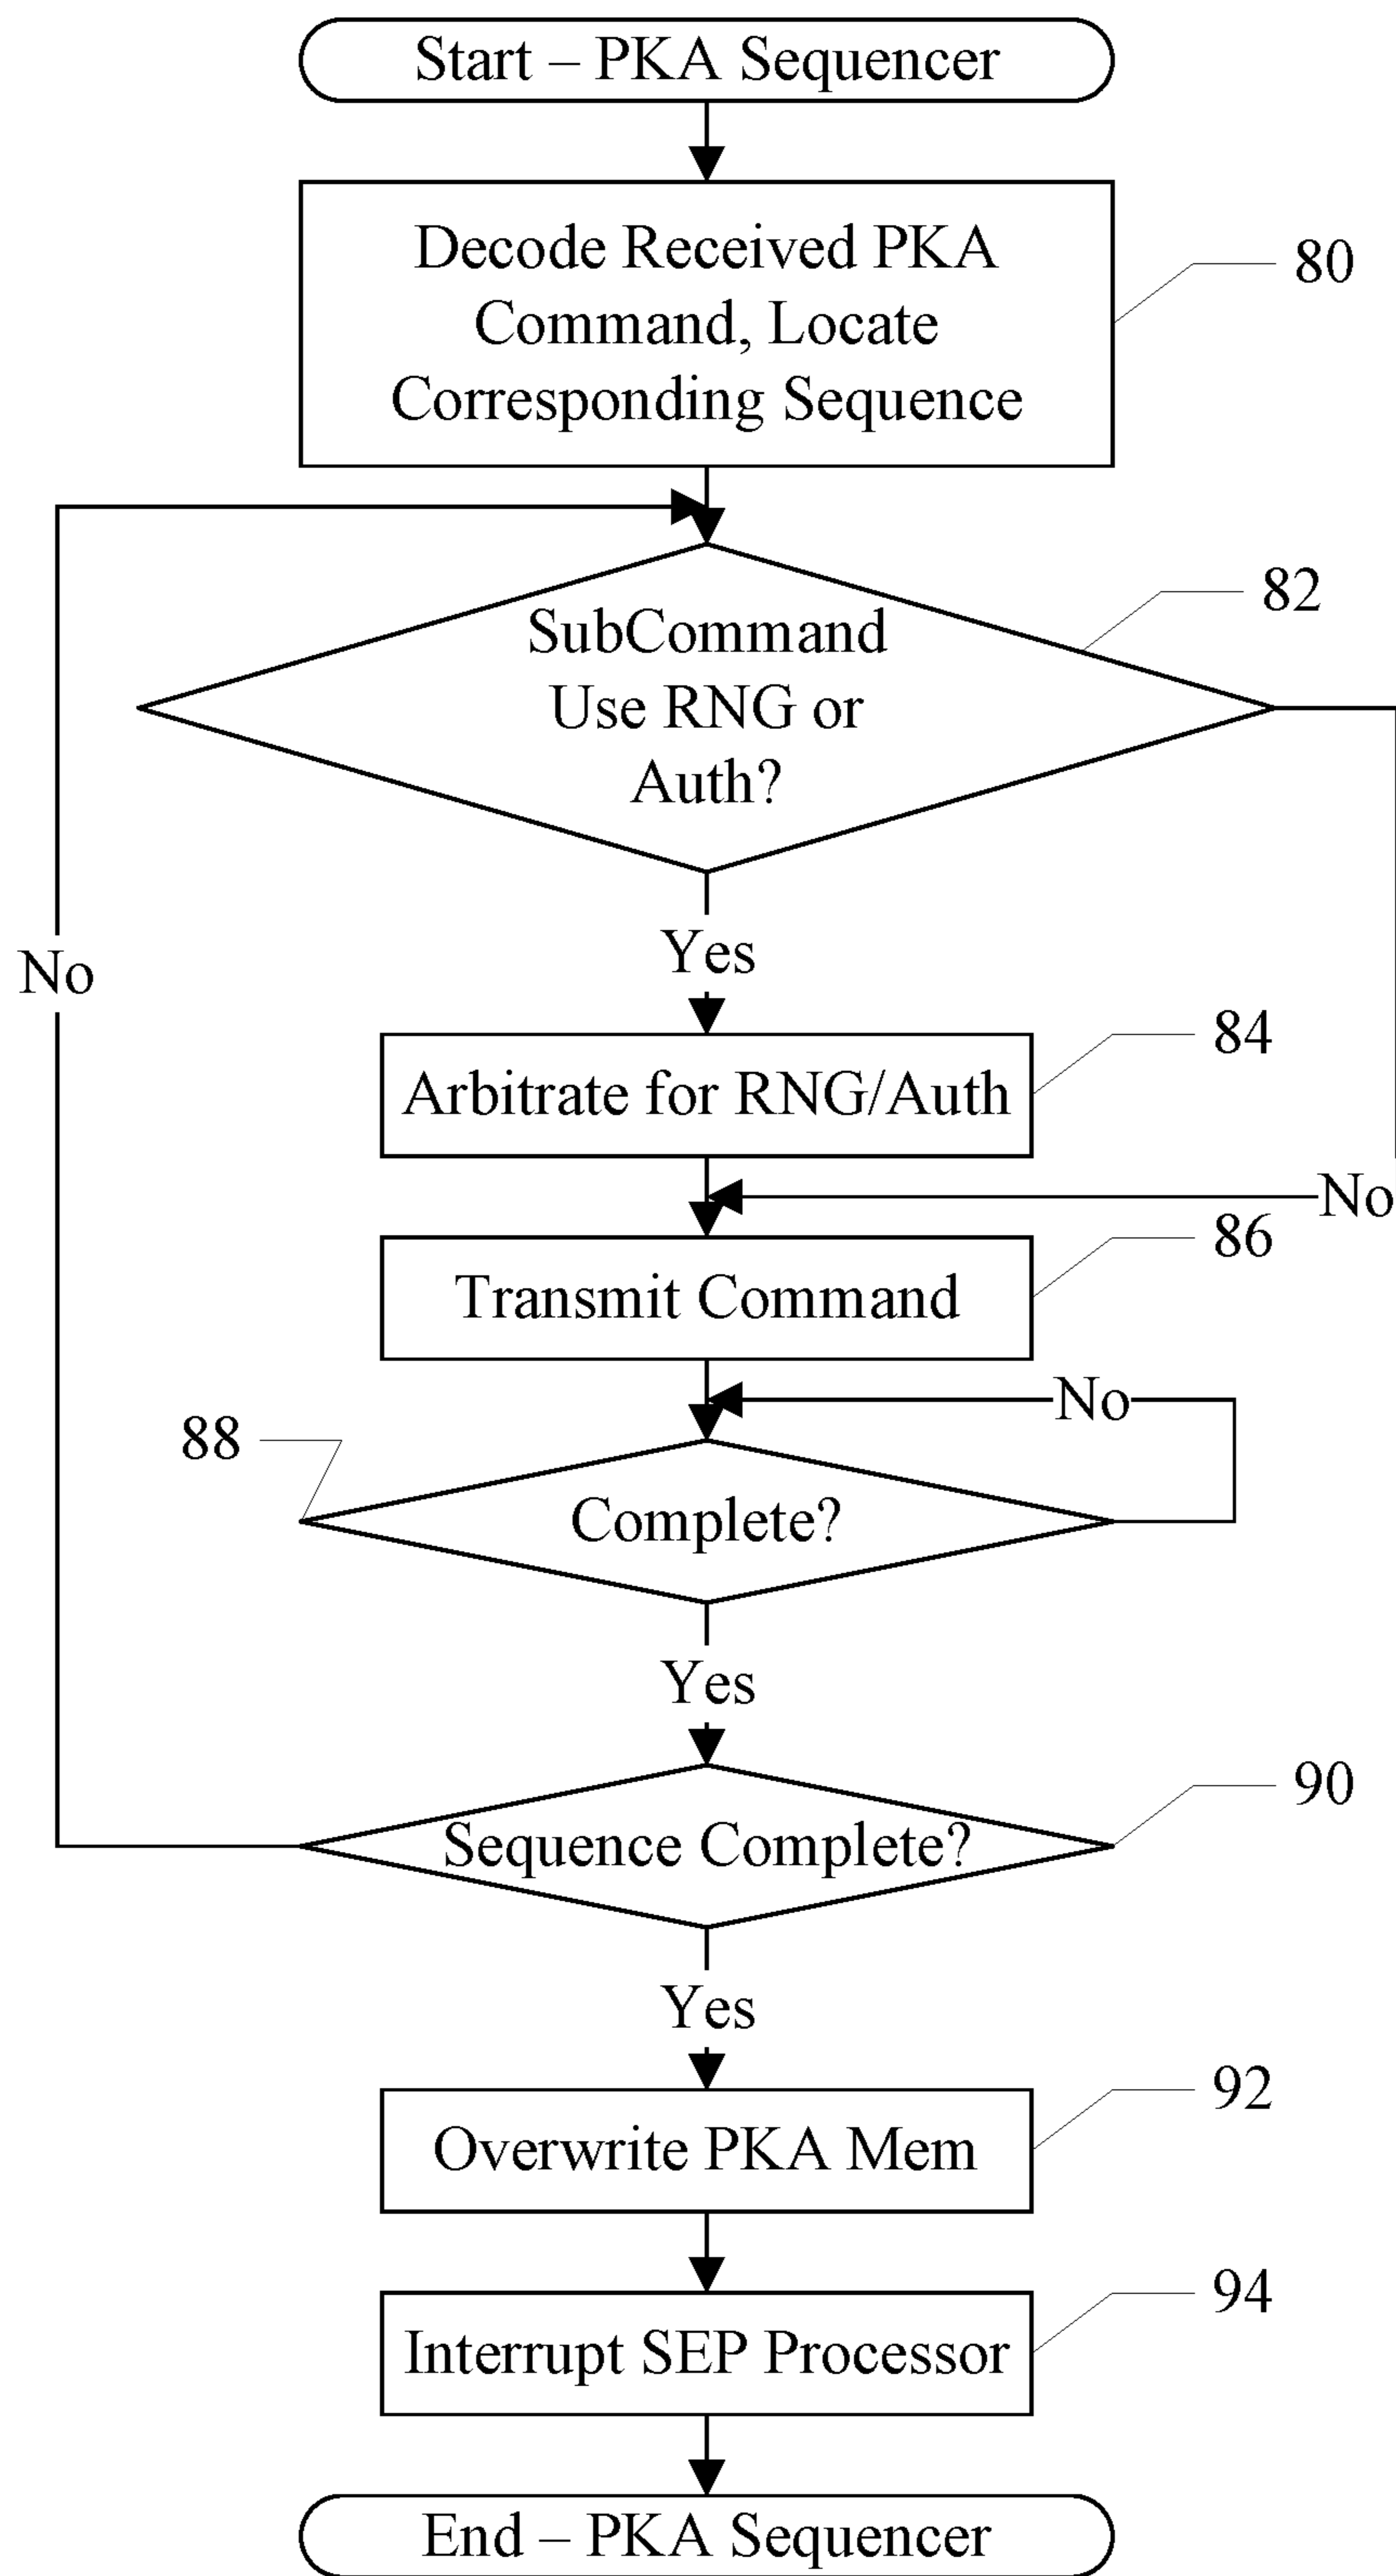 Start – PKA Sequencer
Decode Received PKA
Command, Locate
Corresponding Sequence
80
SubCommand
Use RNG or
Auth?
82
Yes
No
Arbitrate for RNG/Auth
84
No
Transmit Command
86
No
88
Complete?
Yes
Sequence Complete?
90
Yes
Overwrite PKA Mem
92
Interrupt SEP Processor
94
End – PKA Sequencer